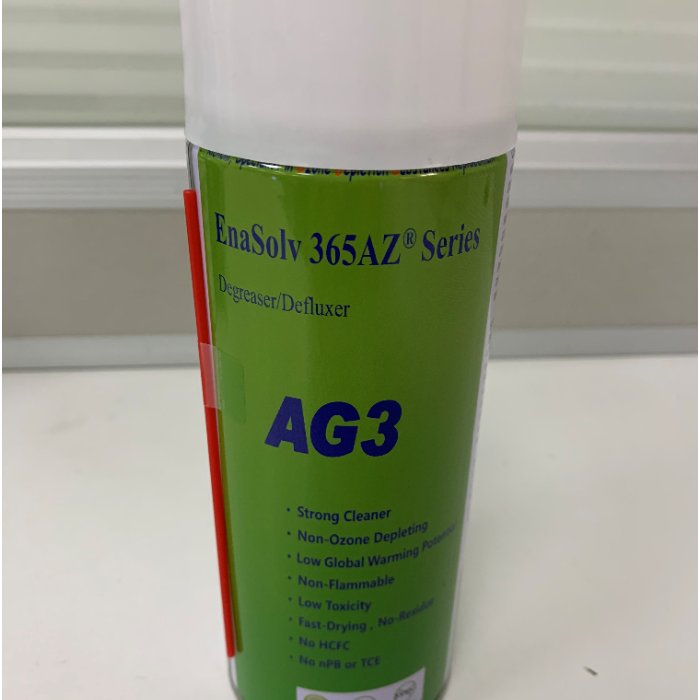 EnaSolv 365AZ® Series
Degreaser/Defluxer
AG3
· Strong Cleaner
· Non-Ozone Depleting
· Low Global Warming Potential
· Non-Flammable
· Low Toxicity
· Fast-Drying , No-Residue
· No HCFC
· No nPB or TCE